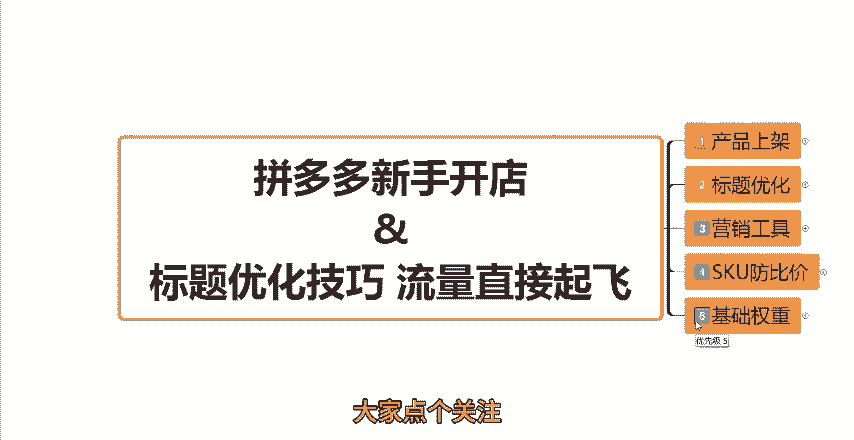 拼多多新手开店
&
标题优化技巧 流量直接起飞
1 产品上架
2 标题优化
3 营销工具
4 SKU防比价
5 基础权重
优先级 5
大家点个关注